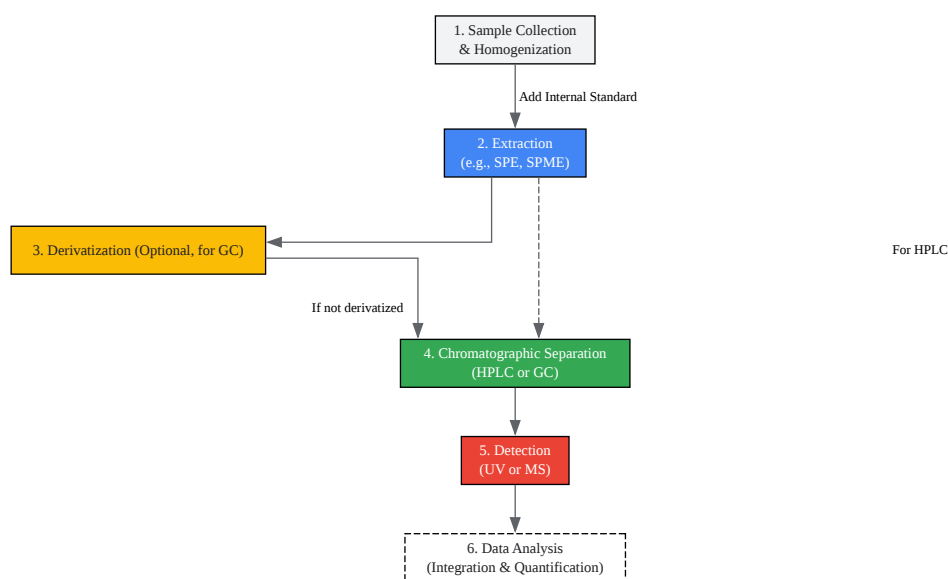 1. Sample Collection
& Homogenization
Add Internal Standard
2. Extraction
(e.g., SPE, SPME)
3. Derivatization (Optional, for GC)
For HPLC
If not derivatized
4. Chromatographic Separation
(HPLC or GC)
5. Detection
(UV or MS)
6. Data Analysis
(Integration & Quantification)